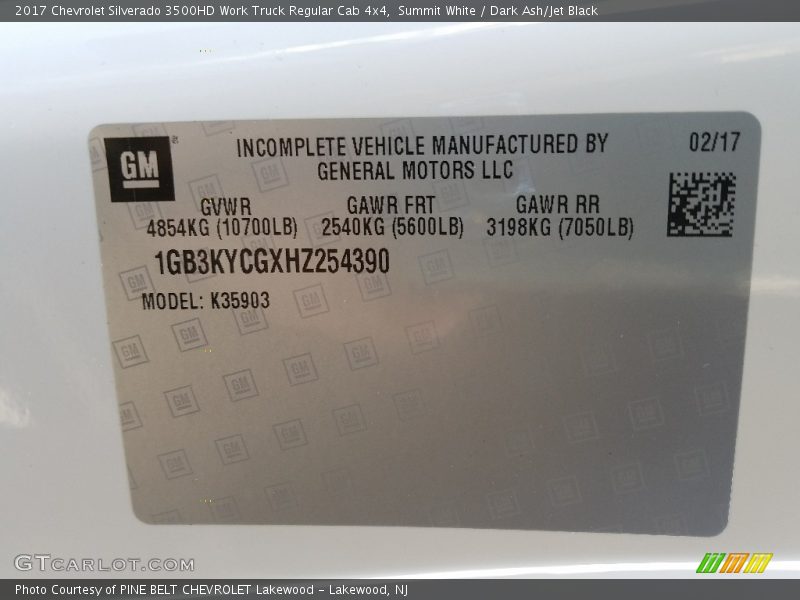 2017 Chevrolet Silverado 3500HD Work Truck Regular Cab 4x4, Summit White / Dark Ash/Jet Black
GM
INCOMPLETE VEHICLE MANUFACTURED BY
GENERAL MOTORS LLC
02/17
GVWR GAWR FRT GAWR RR
4854KG (10700LB) 2540KG (5600LB) 3198KG (7050LB)
1GB3KYCGXHZ254390
MODEL: K35903
GTCARLOT.COM
Photo Courtesy of PINE BELT CHEVROLET Lakewood - Lakewood, NJ